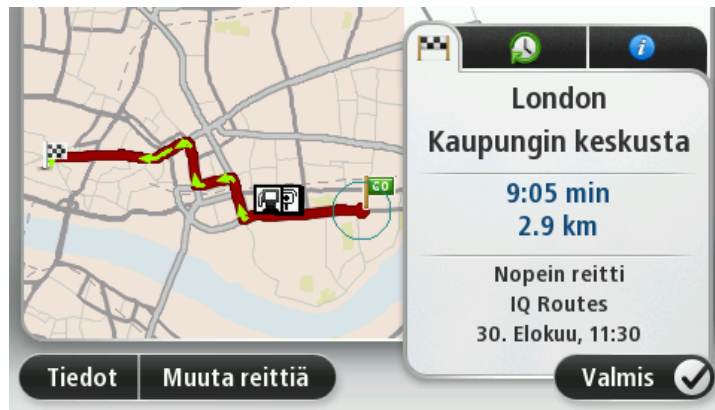 GO
London
Kaupungin keskusta
9:05 min
2.9 km
Nopein reitti
IQ Routes
30. Elokuu, 11:30
Tiedot
Muuta reittiä
Valmis